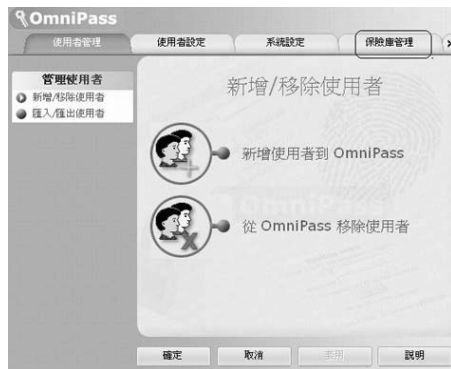 OmniPass
使用者管理
使用者設定
系統設定
保險庫管理
管理使用者
新增/移除使用者
匯入/匯出使用者
新增/移除使用者
新增使用者到 OmniPass
從 OmniPass 移除使用者
確定
取消
套用
說明